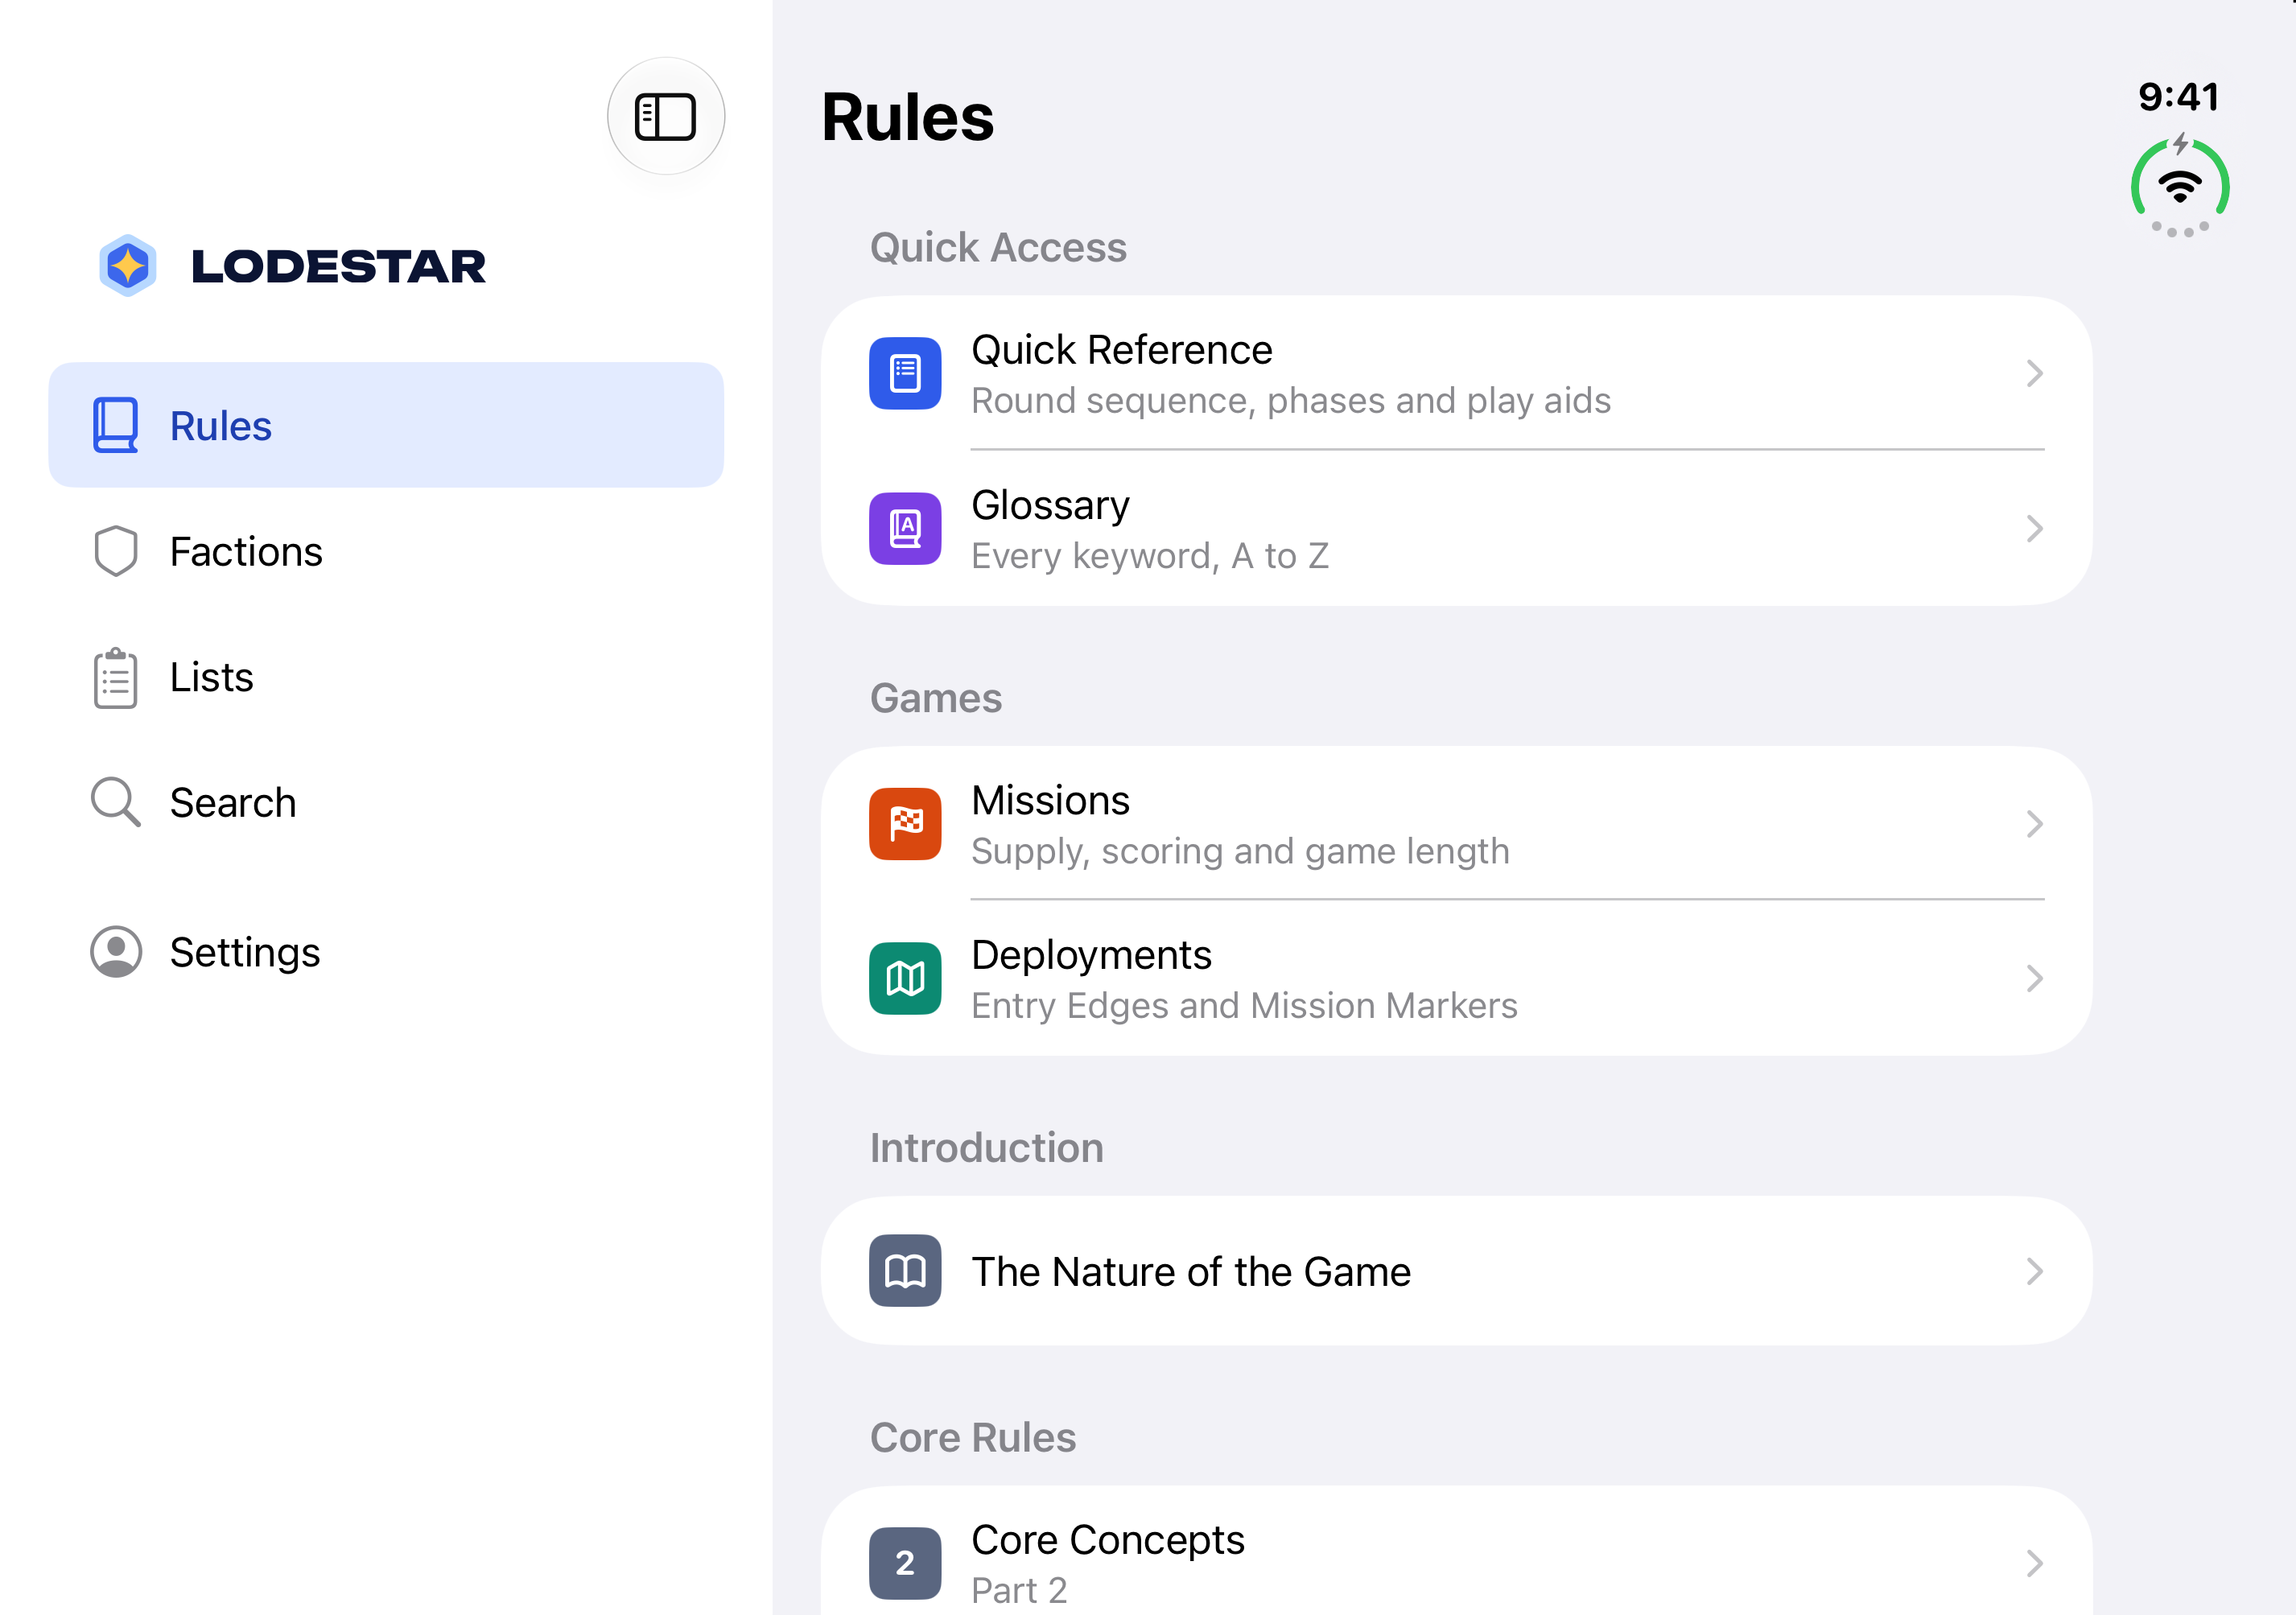 LODESTAR
Rules
Factions
Lists
Search
Settings
Rules
9:41
Quick Access
Quick Reference
Round sequence, phases and play aids
A
Glossary
Every keyword, A to Z
Games
Missions
Supply, scoring and game length
Deployments
Entry Edges and Mission Markers
Introduction
The Nature of the Game
Core Rules
2
Core Concepts
Part 2